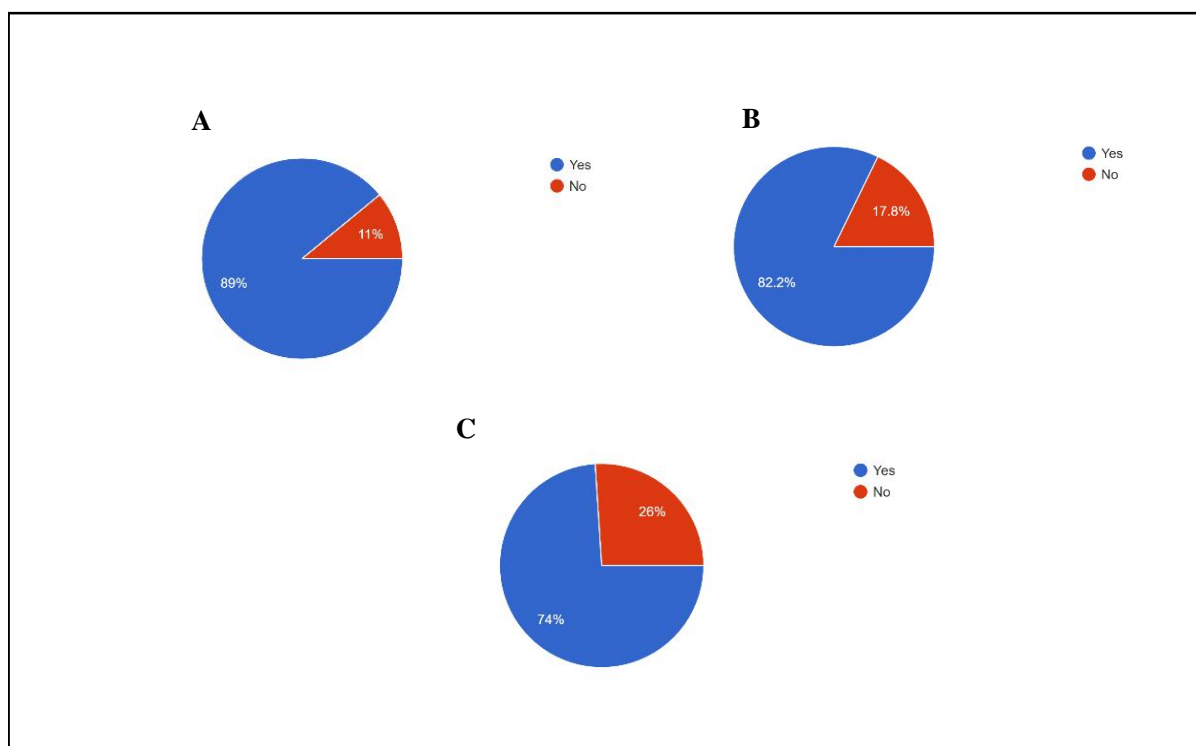 A
Yes
No
11%
89%
B
Yes
No
17.8%
82.2%
C
Yes
No
26%
74%